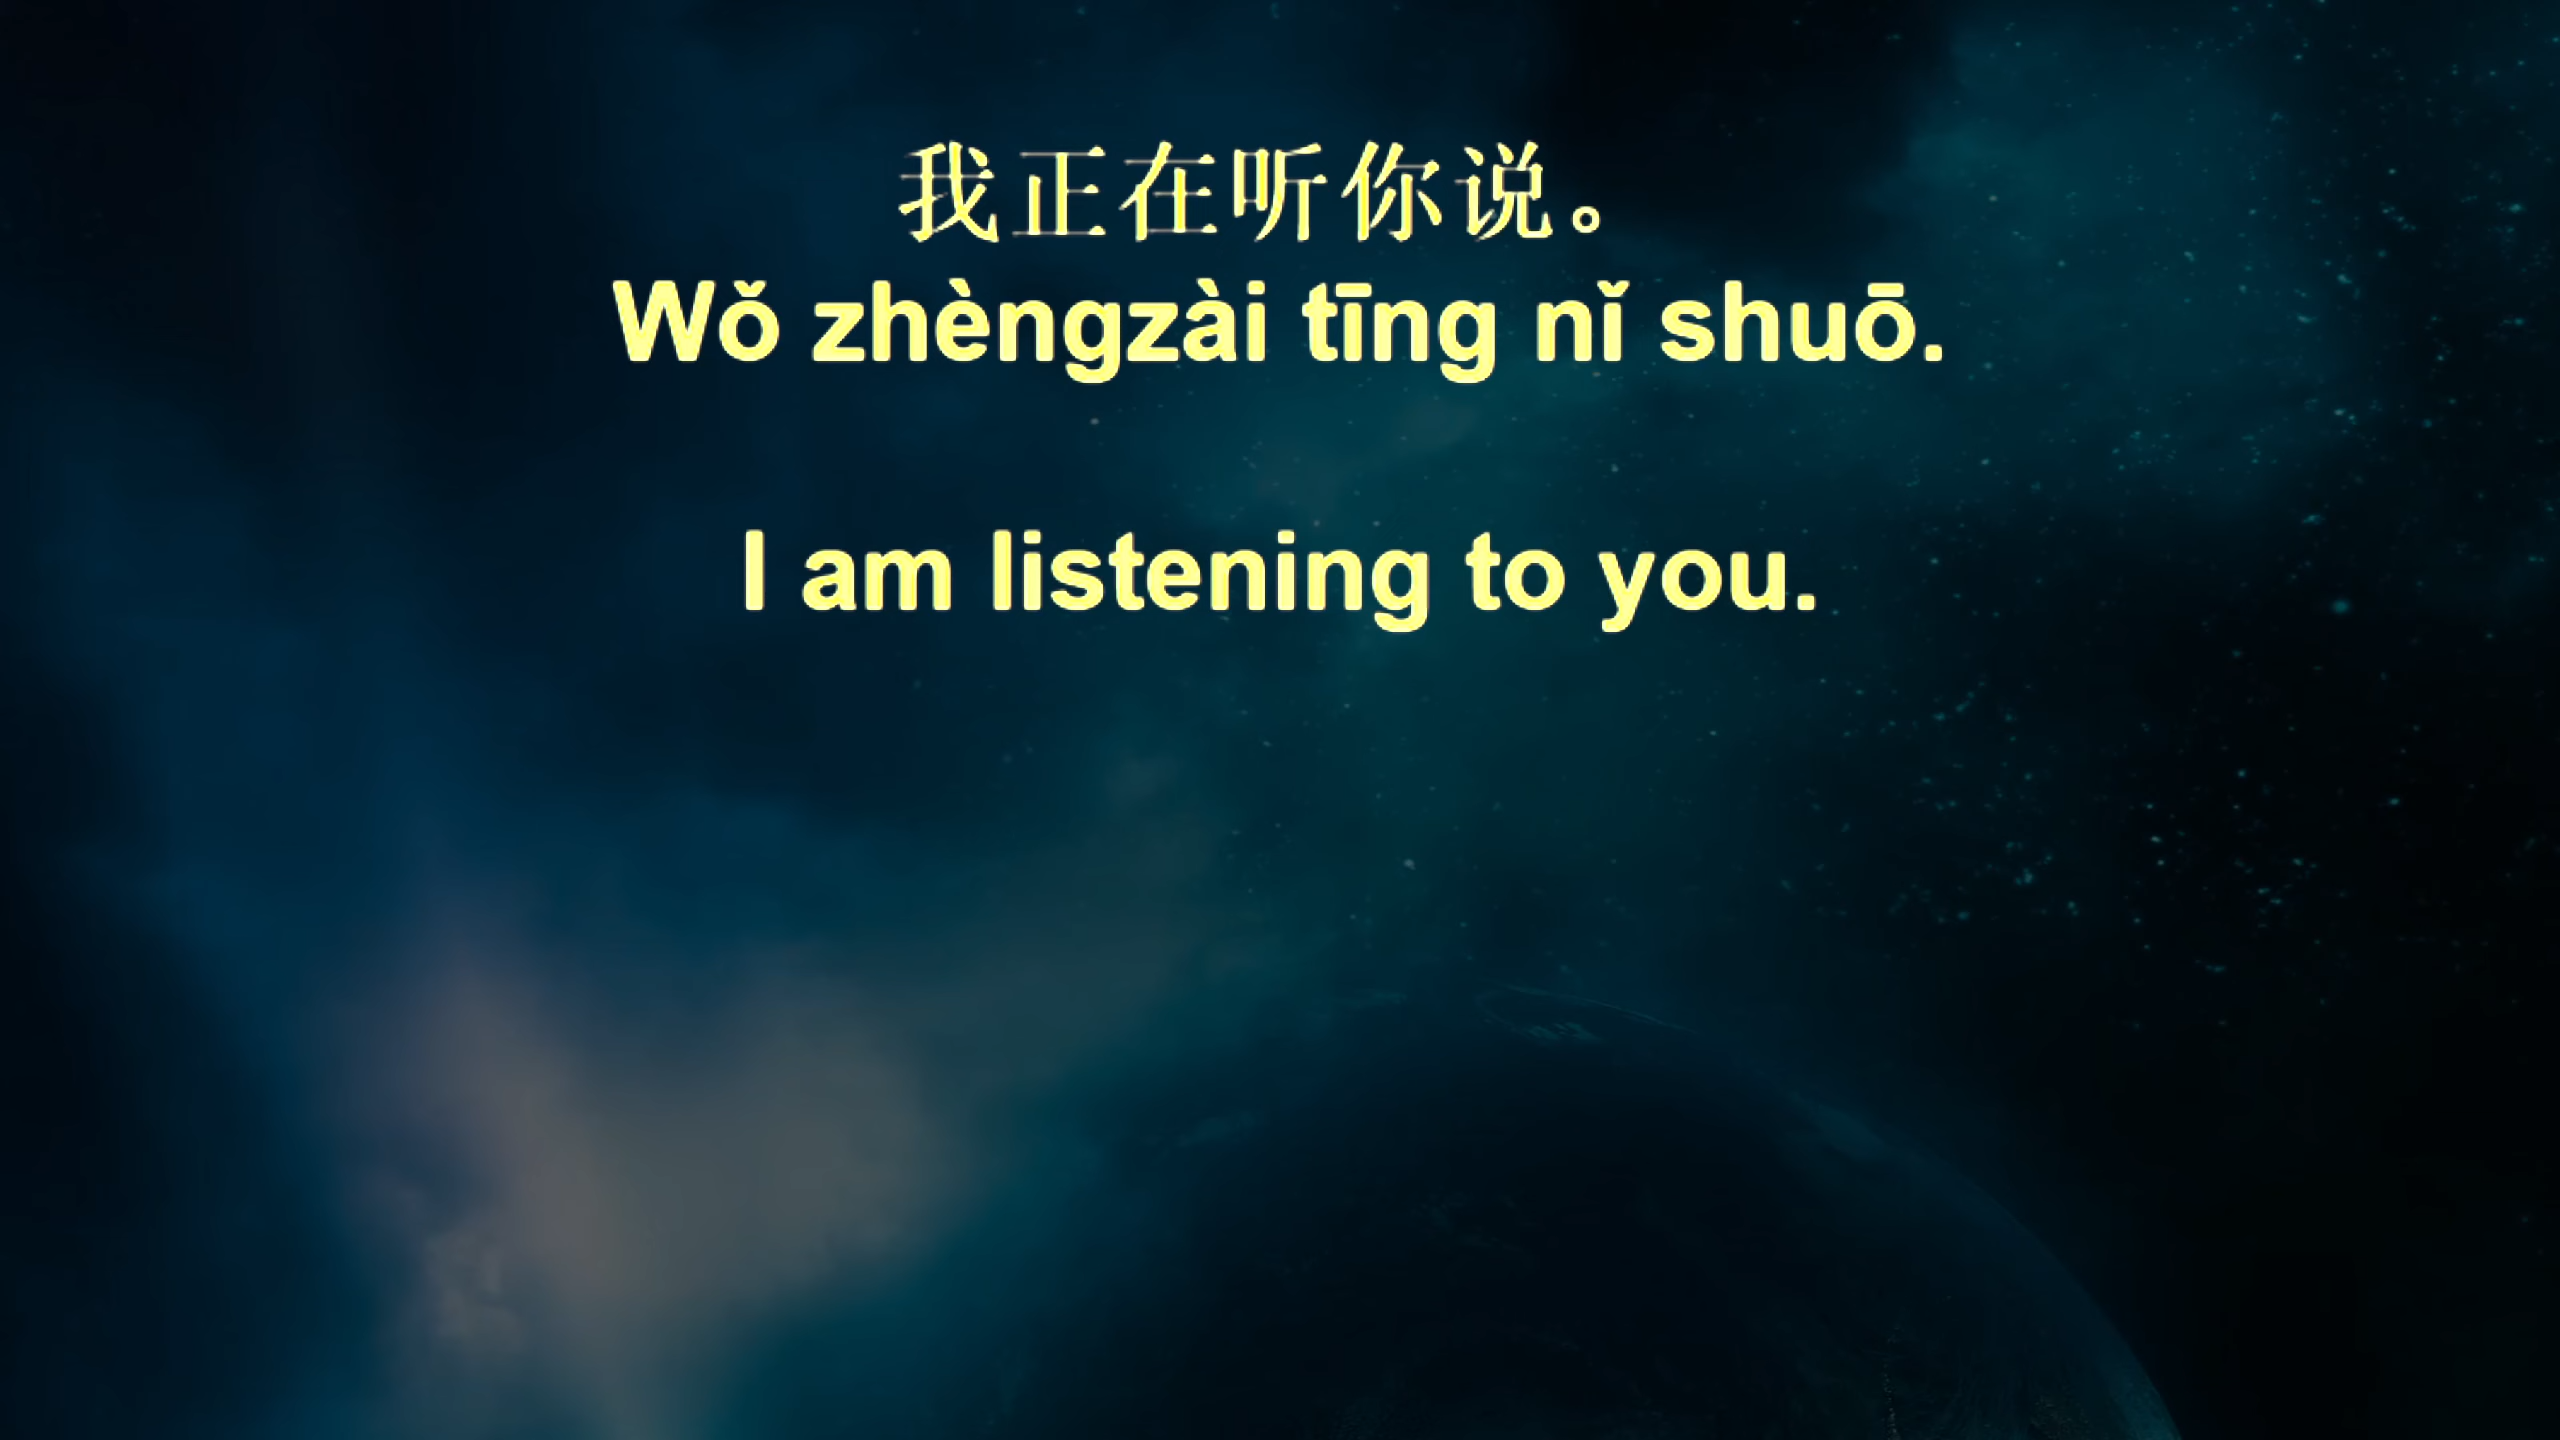 我正在听你说。
Wǒ zhèngzài tīng nǐ shuō.
I am listening to you.